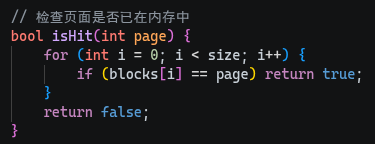 // 检查页面是否已在内存中
bool isHit(int page) {
    for (int i = 0; i < size; i++) {
        if (blocks[i] == page) return true;
    }
    return false;
}